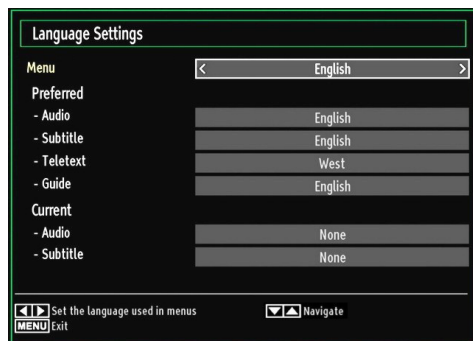 Language Settings
Menu < English >
Preferred
- Audio English
- Subtitle English
- Teletext West
- Guide English
Current
- Audio None
- Subtitle None
Set the language used in menus Navigate
MENU Exit